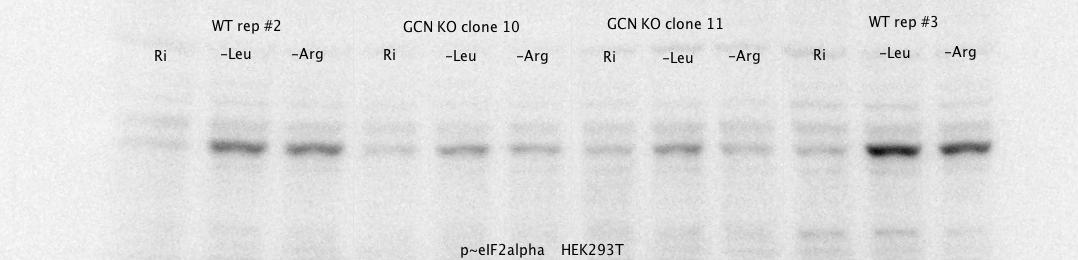 WT rep #2 GCN KO clone 10 GCN KO clone 11 WT rep #3
Ri -Leu -Arg Ri -Leu -Arg Ri -Leu -Arg Ri -Leu -Arg
p~eIF2alpha HEK293T